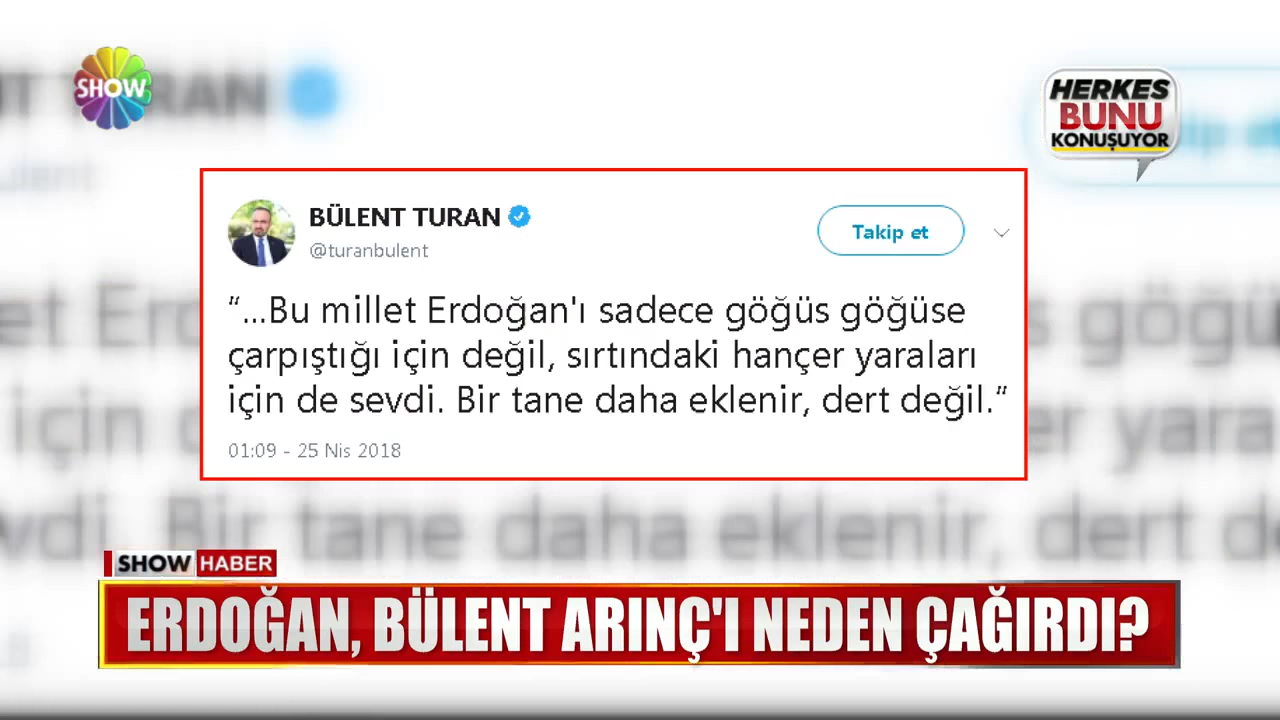 SHOW
HERKES
BUNU
KONUŞUYOR
BÜLENT TURAN
@turanbulent
Takip et
“...Bu millet Erdoğan'ı sadece göğüs göğüse
çarpıştığı için değil, sırtındaki hançer yaraları
için de sevdi. Bir tane daha eklenir, dert değil.”
01:09 - 25 Nis 2018
SHOW HABER
ERDOĞAN, BÜLENT ARINÇ'I NEDEN ÇAĞIRDI?